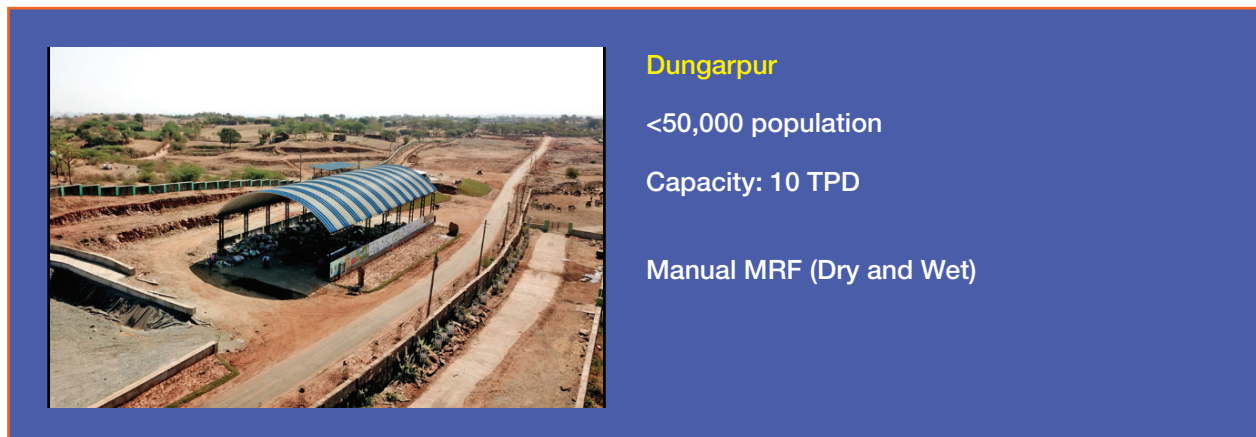 Dungarpur
<50,000 population
Capacity: 10 TPD
Manual MRF (Dry and Wet)